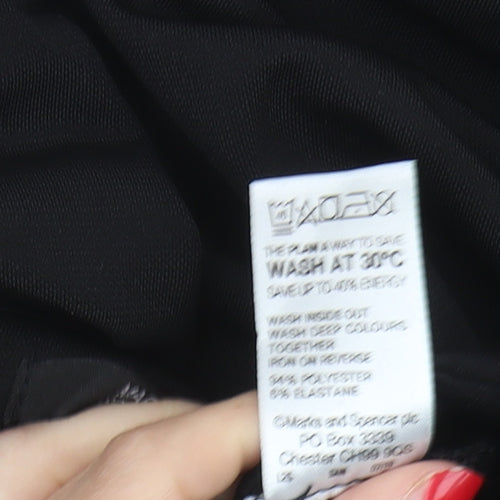 THE PLAN A WAY TO SAVE
WASH AT 30ºC
SAVE UP TO 40% ENERGY
WASH INSIDE OUT
WASH DEEP COLOURS
TOGETHER
IRON ON REVERSE
94% POLYESTER
6% ELASTANE
©Marks and Spencer plc
PO Box 3339
Chester CH99 9QS